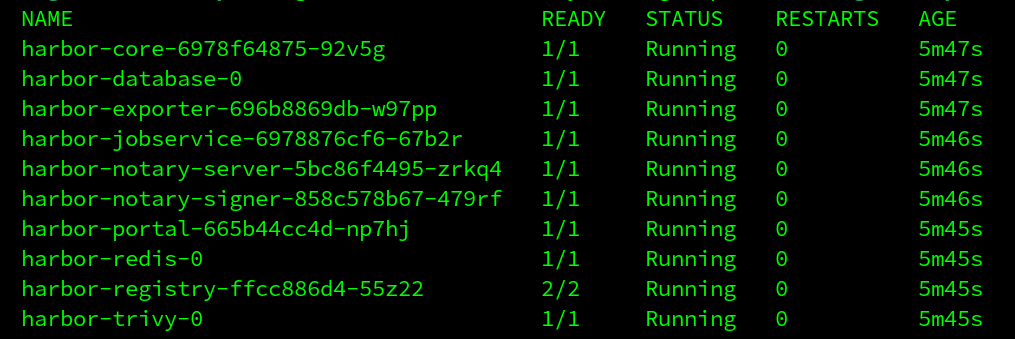 NAME READY STATUS RESTARTS AGE
harbor-core-6978f64875-92v5g 1/1 Running 0 5m47s
harbor-database-0 1/1 Running 0 5m47s
harbor-exporter-696b8869db-w97pp 1/1 Running 0 5m47s
harbor-jobservice-6978876cf6-67b2r 1/1 Running 0 5m46s
harbor-notary-server-5bc86f4495-zrkq4 1/1 Running 0 5m46s
harbor-notary-signer-858c578b67-479rf 1/1 Running 0 5m46s
harbor-portal-665b44cc4d-np7hj 1/1 Running 0 5m45s
harbor-redis-0 1/1 Running 0 5m45s
harbor-registry-ffcc886d4-55z22 2/2 Running 0 5m45s
harbor-trivy-0 1/1 Running 0 5m45s